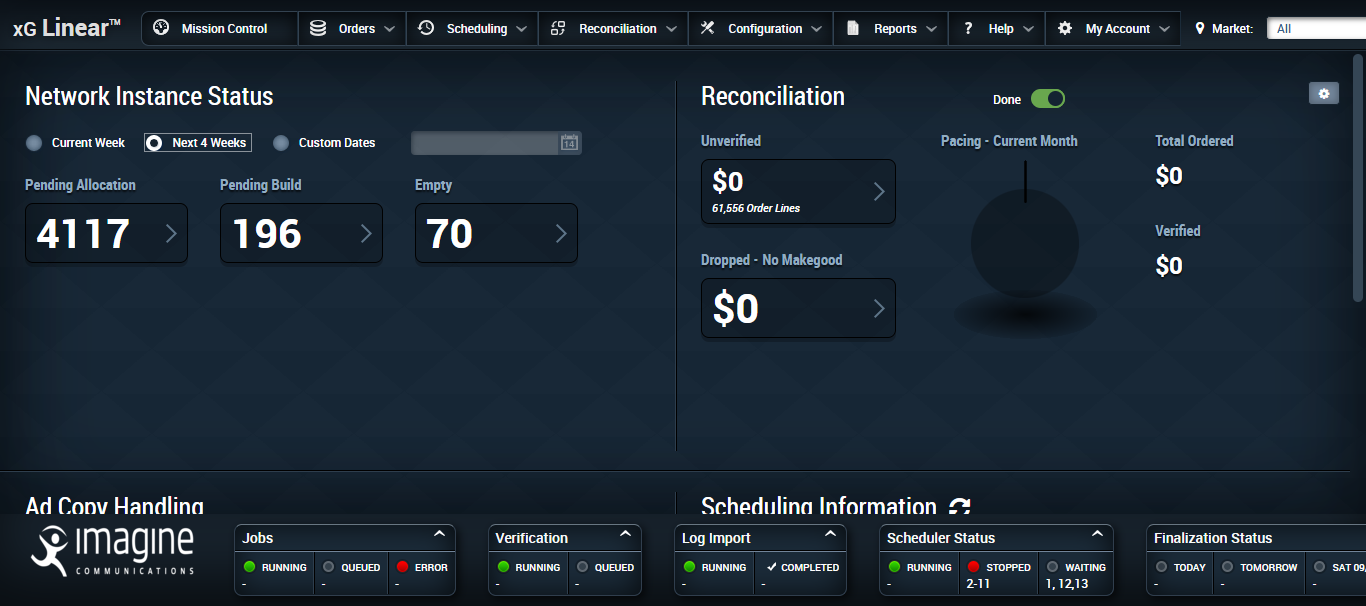 xG Linear™
Mission Control
Orders
Scheduling
Reconciliation
Configuration
Reports
? Help
My Account
Market:
All
Network Instance Status
Current Week
Next 4 Weeks
Custom Dates
14
Pending Allocation
Pending Build
Empty
4117
196
70
Reconciliation
Done
Unverified
$0
61,556 Order Lines
Pacing - Current Month
Total Ordered
$0
Verified
$0
Dropped - No Makegood
$0
Ad Copy Handling
Scheduling Information
imagine
COMMUNICATIONS
Jobs
RUNNING
-
QUEUED
-
ERROR
-
Verification
RUNNING
-
QUEUED
-
Log Import
RUNNING
-
COMPLETED
-
Scheduler Status
RUNNING
-
STOPPED
2-11
WAITING
1, 12,13
Finalization Status
TODAY
-
TOMORROW
-
SAT 09/
-